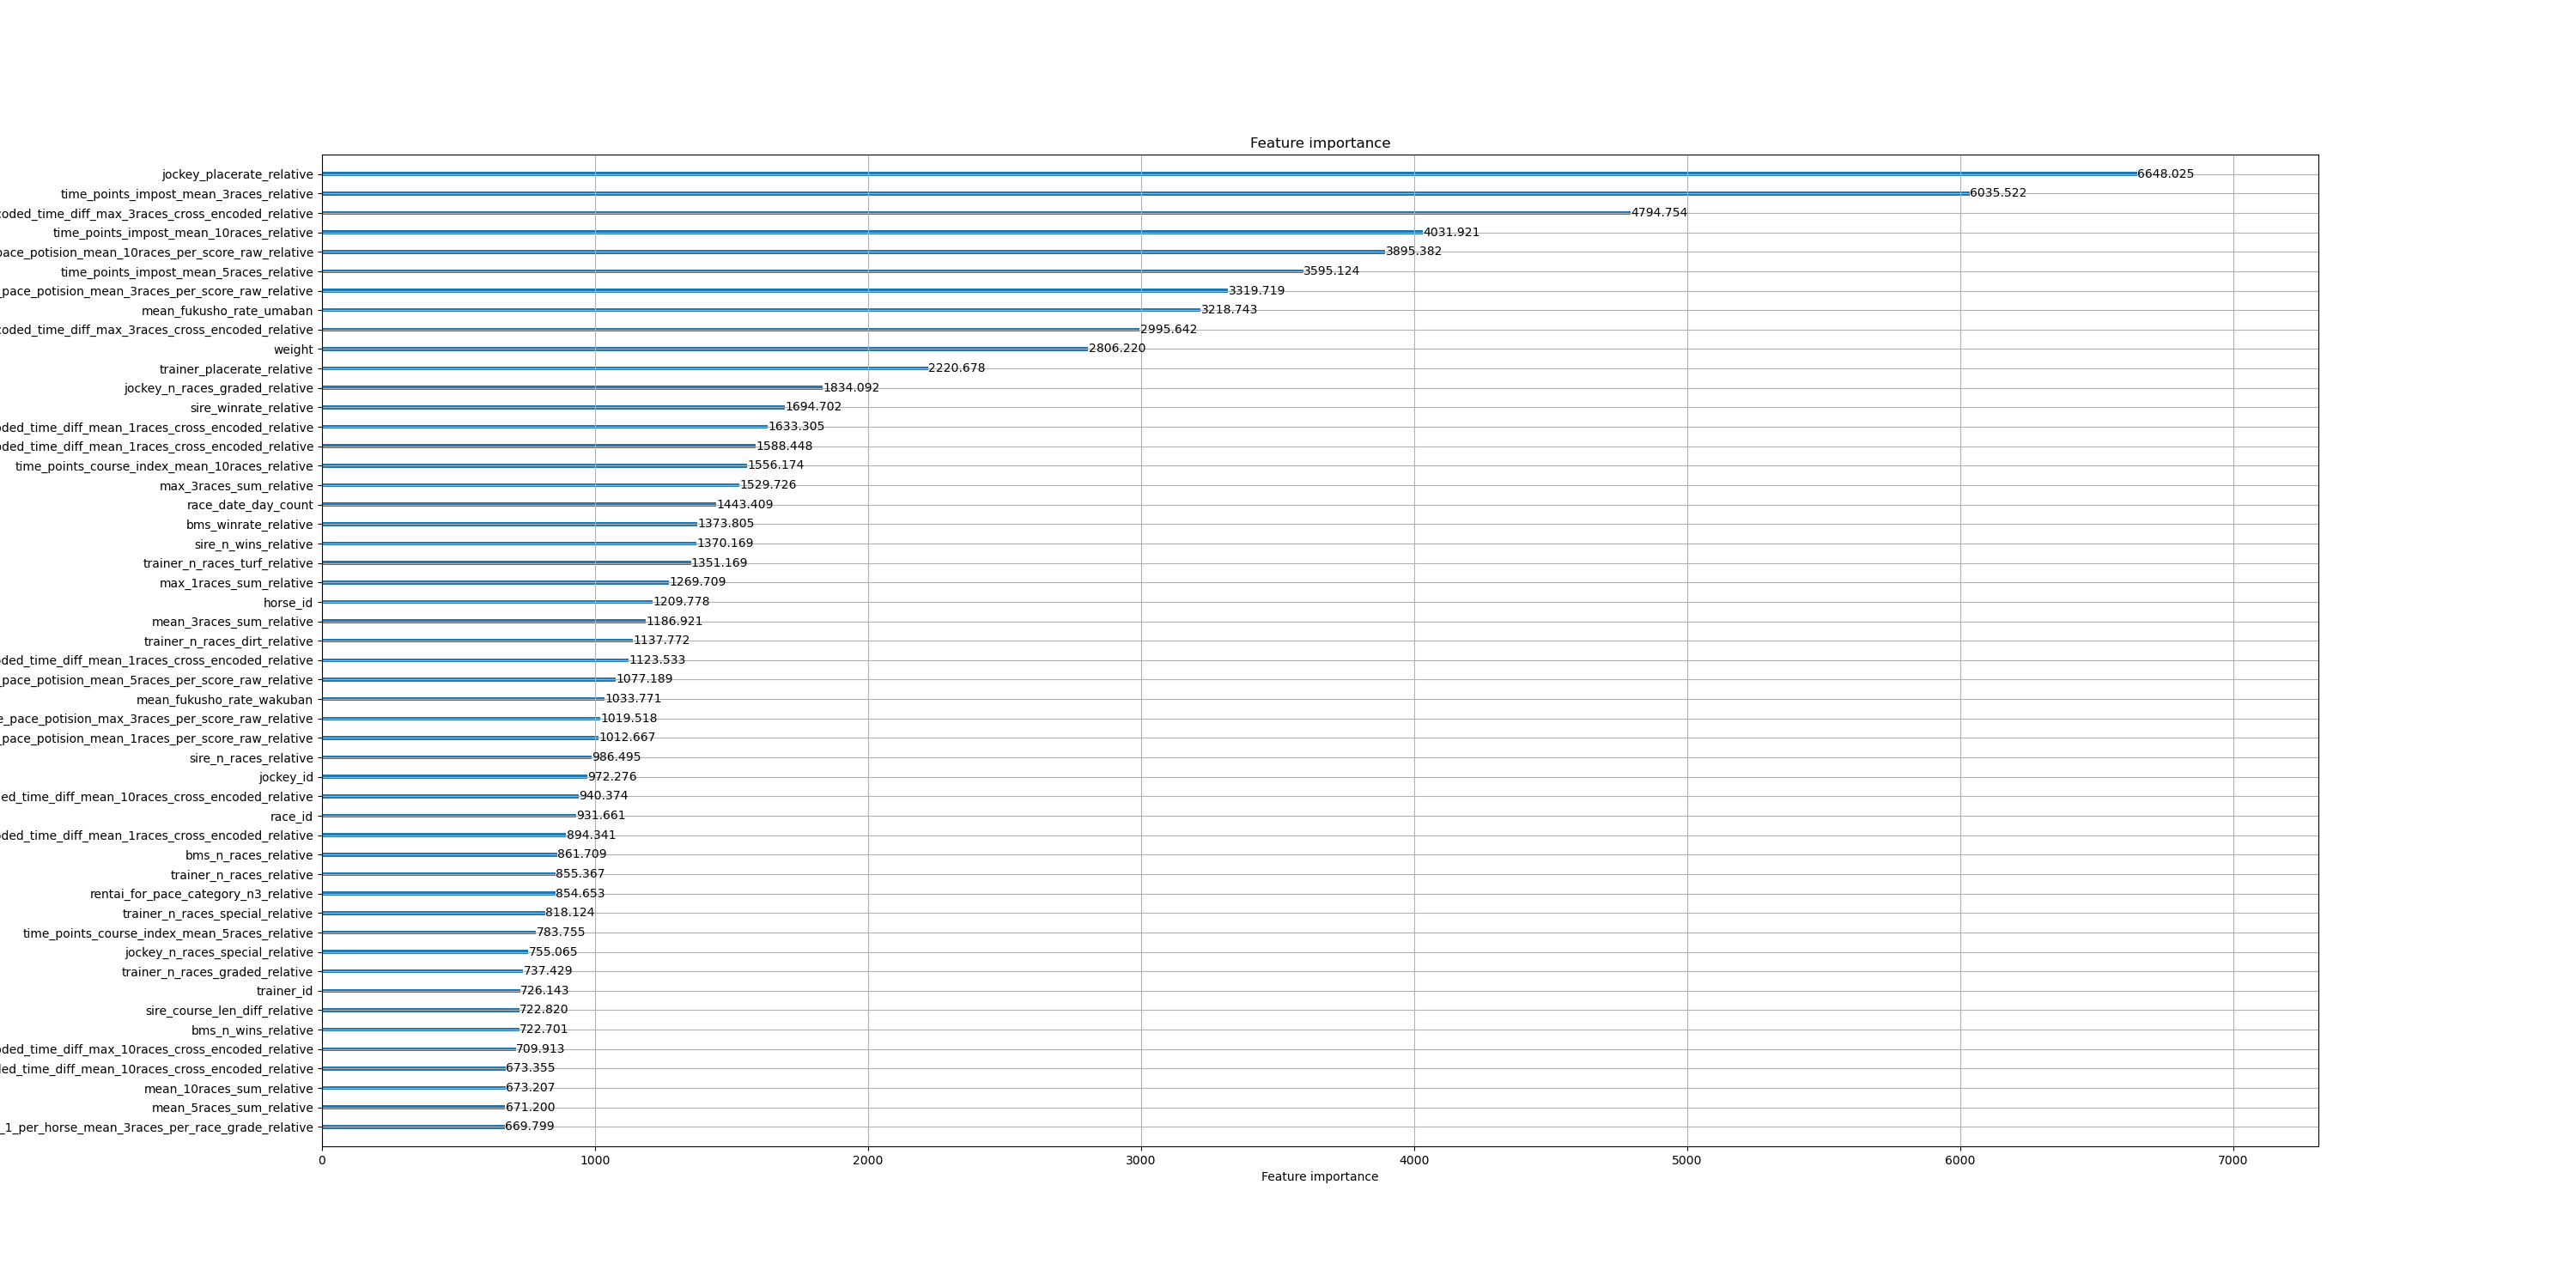 Feature importance
jockey_placerate_relative 6648.025
time_points_impost_mean_3races_relative 6035.522
oded_time_diff_max_3races_cross_encoded_relative 4794.754
time_points_impost_mean_10races_relative 4031.921
pace_potision_mean_10races_per_score_raw_relative 3895.382
time_points_impost_mean_5races_relative 3595.124
_pace_potision_mean_3races_per_score_raw_relative 3319.719
mean_fukusho_rate_umaban 3218.743
oded_time_diff_max_3races_cross_encoded_relative 2995.642
weight 2806.220
trainer_placerate_relative 2220.678
jockey_n_races_graded_relative 1834.092
sire_winrate_relative 1694.702
ded_time_diff_mean_1races_cross_encoded_relative 1633.305
ded_time_diff_mean_1races_cross_encoded_relative 1588.448
time_points_course_index_mean_10races_relative 1556.174
max_3races_sum_relative 1529.726
race_date_day_count 1443.409
bms_winrate_relative 1373.805
sire_n_wins_relative 1370.169
trainer_n_races_turf_relative 1351.169
max_1races_sum_relative 1269.709
horse_id 1209.778
mean_3races_sum_relative 1186.921
trainer_n_races_dirt_relative 1137.772
ded_time_diff_mean_1races_cross_encoded_relative 1123.533
_pace_potision_mean_5races_per_score_raw_relative 1077.189
mean_fukusho_rate_wakuban 1033.771
e_pace_potision_max_3races_per_score_raw_relative 1019.518
_pace_potision_mean_1races_per_score_raw_relative 1012.667
sire_n_races_relative 986.495
jockey_id 972.276
ed_time_diff_mean_10races_cross_encoded_relative 940.374
race_id 931.661
ded_time_diff_mean_1races_cross_encoded_relative 894.341
bms_n_races_relative 861.709
trainer_n_races_relative 855.367
rentai_for_pace_category_n3_relative 854.653
trainer_n_races_special_relative 818.124
time_points_course_index_mean_5races_relative 783.755
jockey_n_races_special_relative 755.065
trainer_n_races_graded_relative 737.429
trainer_id 726.143
sire_course_len_diff_relative 722.820
bms_n_wins_relative 722.701
ded_time_diff_max_10races_cross_encoded_relative 709.913
ed_time_diff_mean_10races_cross_encoded_relative 673.355
mean_10races_sum_relative 673.207
mean_5races_sum_relative 671.200
_1_per_horse_mean_3races_per_race_grade_relative 669.799
0 1000 2000 3000 4000 5000 6000 7000
Feature importance